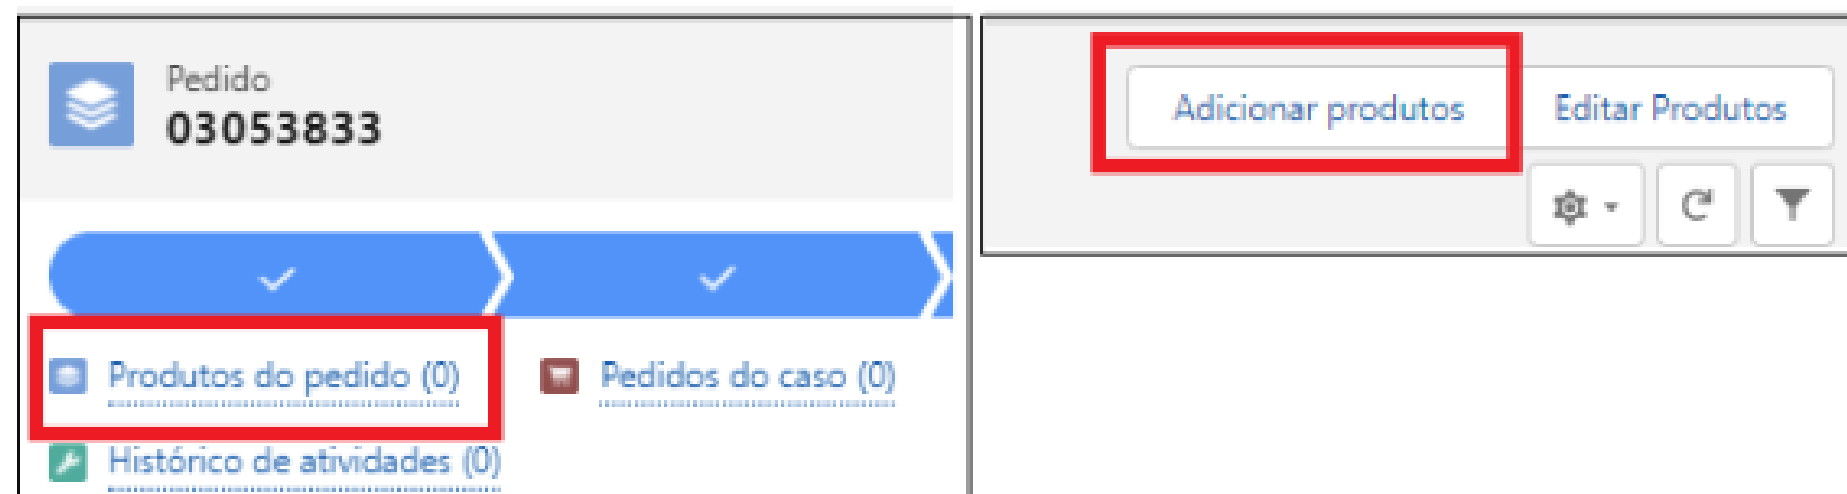 Pedido
03053833
Produtos do pedido (0)
Pedidos do caso (0)
Histórico de atividades (0)
Adicionar produtos
Editar Produtos